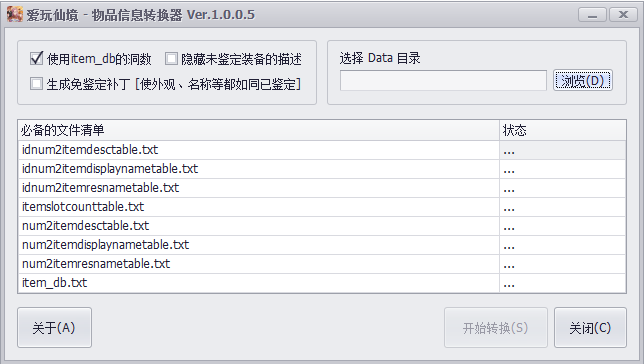 爱玩仙境 - 物品信息转换器 Ver.1.0.0.5
使用item_db的洞数 隐藏未鉴定装备的描述
生成免鉴定补丁 [使外观、名称等都如同已鉴定]
选择 Data 目录
浏览(D)
必备的文件清单 状态
idnum2itemdesctable.txt ...
idnum2itemdisplaynametable.txt ...
idnum2itemresnametable.txt ...
itemslotcounttable.txt ...
num2itemdesctable.txt ...
num2itemdisplaynametable.txt ...
num2itemresnametable.txt ...
item_db.txt ...
关于(A) 开始转换(S) 关闭(C)